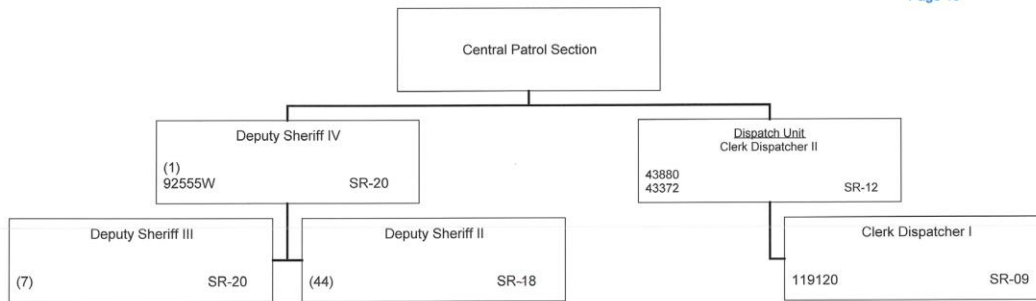 Central Patrol Section
Deputy Sheriff IV
(1)
92555W SR-20
Dispatch Unit
Clerk Dispatcher II
43880
43372 SR-12
Deputy Sheriff III
(7) SR-20
Deputy Sheriff II
(44) SR-18
Clerk Dispatcher I
119120 SR-09